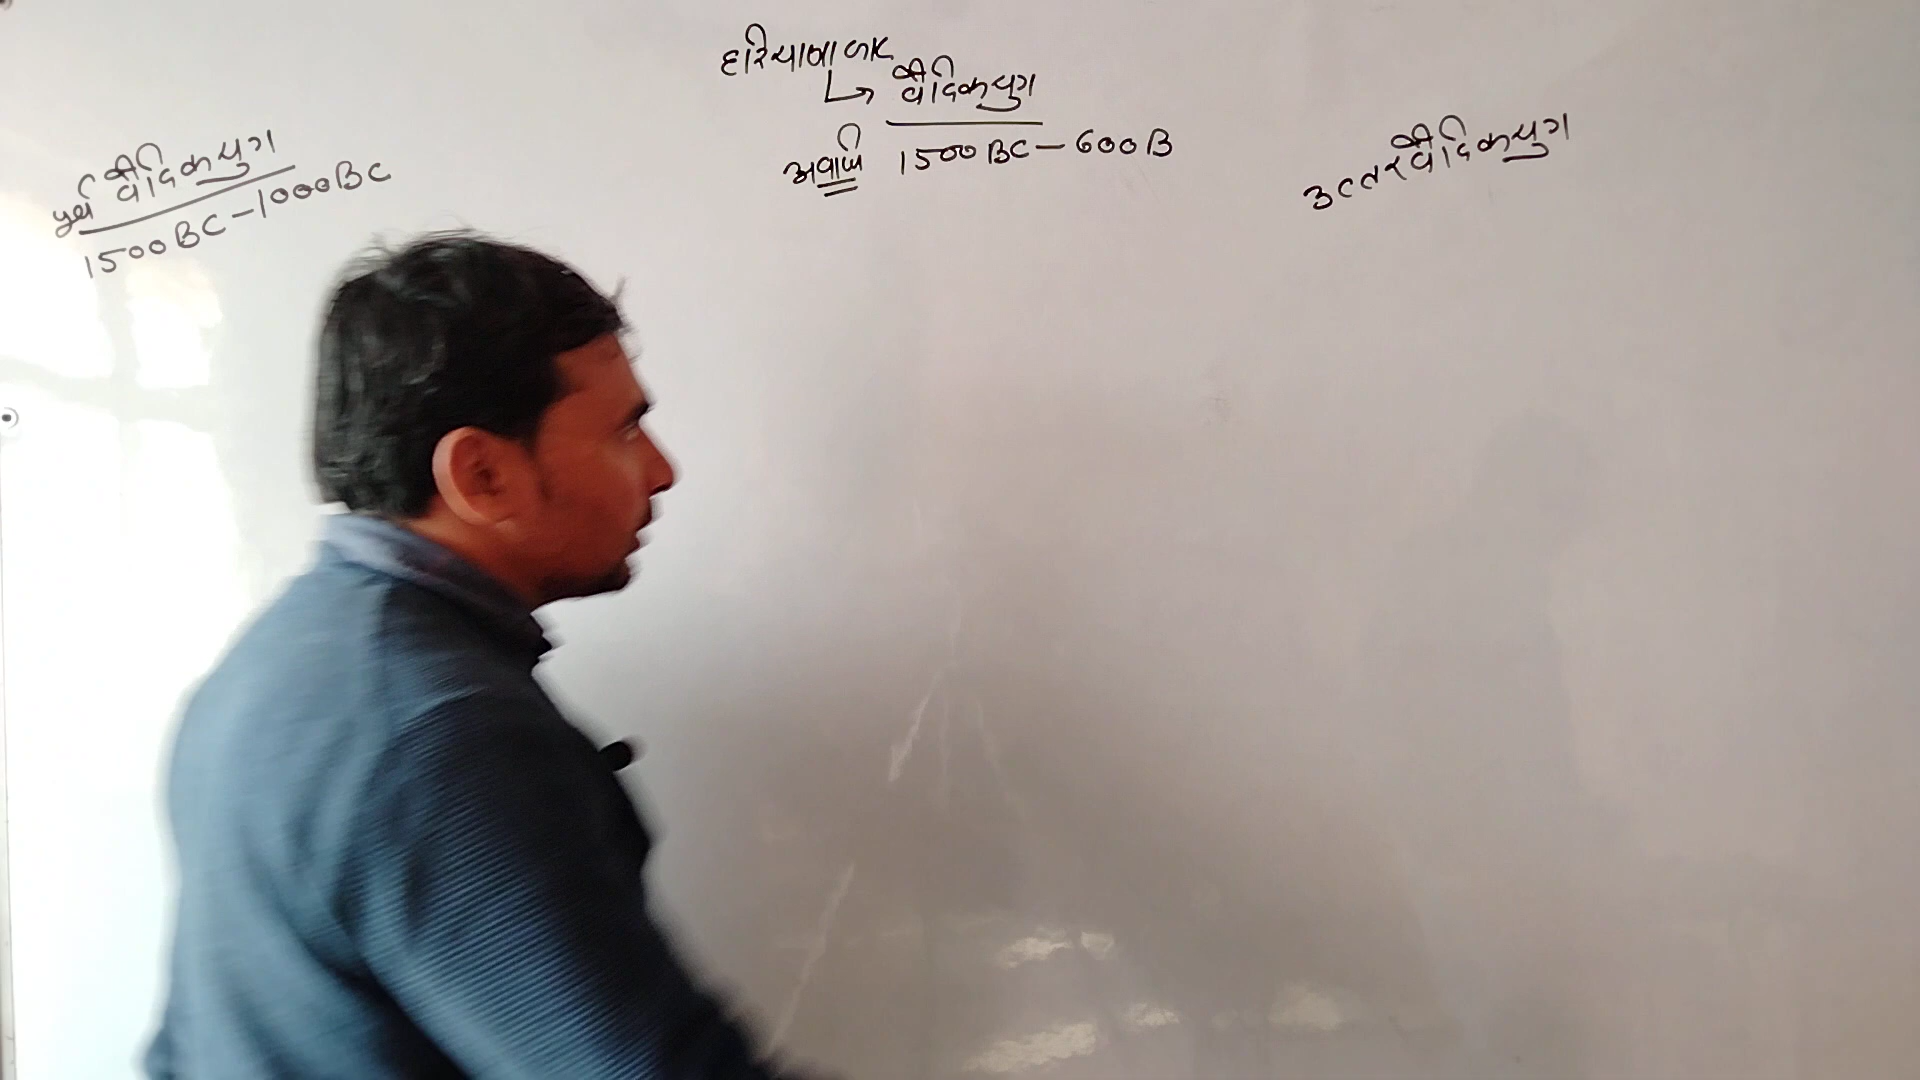 हरियाणा GK
↳ वैदिक युग
अवधि 1500 BC – 600 B
पूर्व वैदिक युग
1500 BC – 1000 BC
उत्तर वैदिक युग